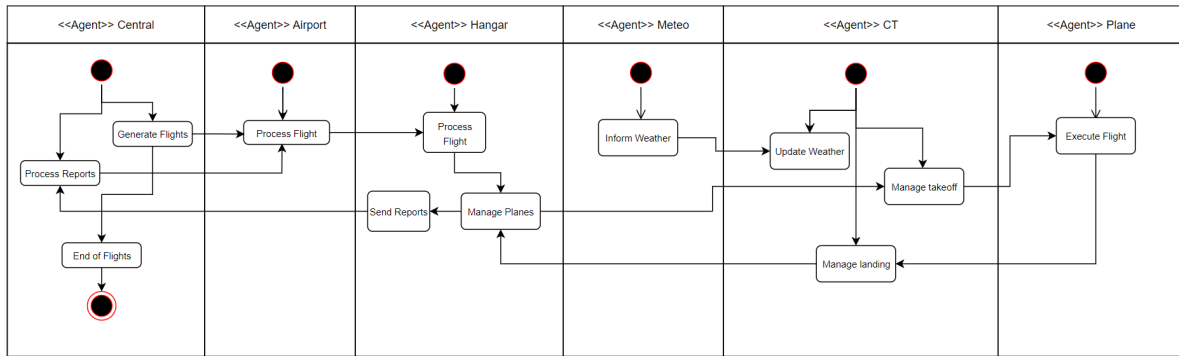 <<Agent>> Central
<<Agent>> Airport
<<Agent>> Hangar
<<Agent>> Meteo
<<Agent>> CT
<<Agent>> Plane
Generate Flights
Process Flight
Process
Flight
Inform Weather
Update Weather
Execute Flight
Process Reports
Manage takeoff
Send Reports
Manage Planes
End of Flights
Manage landing